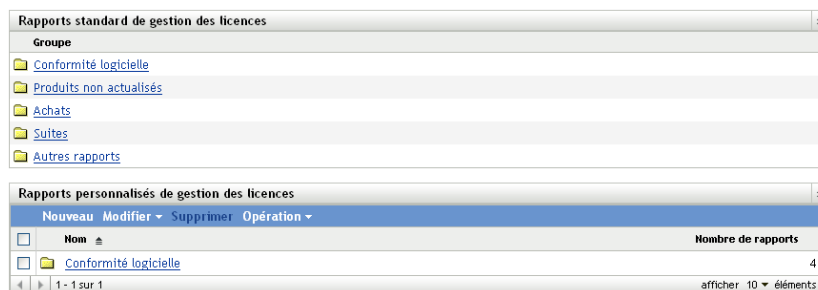 Rapports standard de gestion des licences
Groupe
Conformité logicielle
Produits non actualisés
Achats
Suites
Autres rapports
Rapports personnalisés de gestion des licences
Nouveau Modifier Supprimer Opération
Nom Nombre de rapports
Conformité logicielle 4
1 - 1 sur 1 afficher 10 éléments